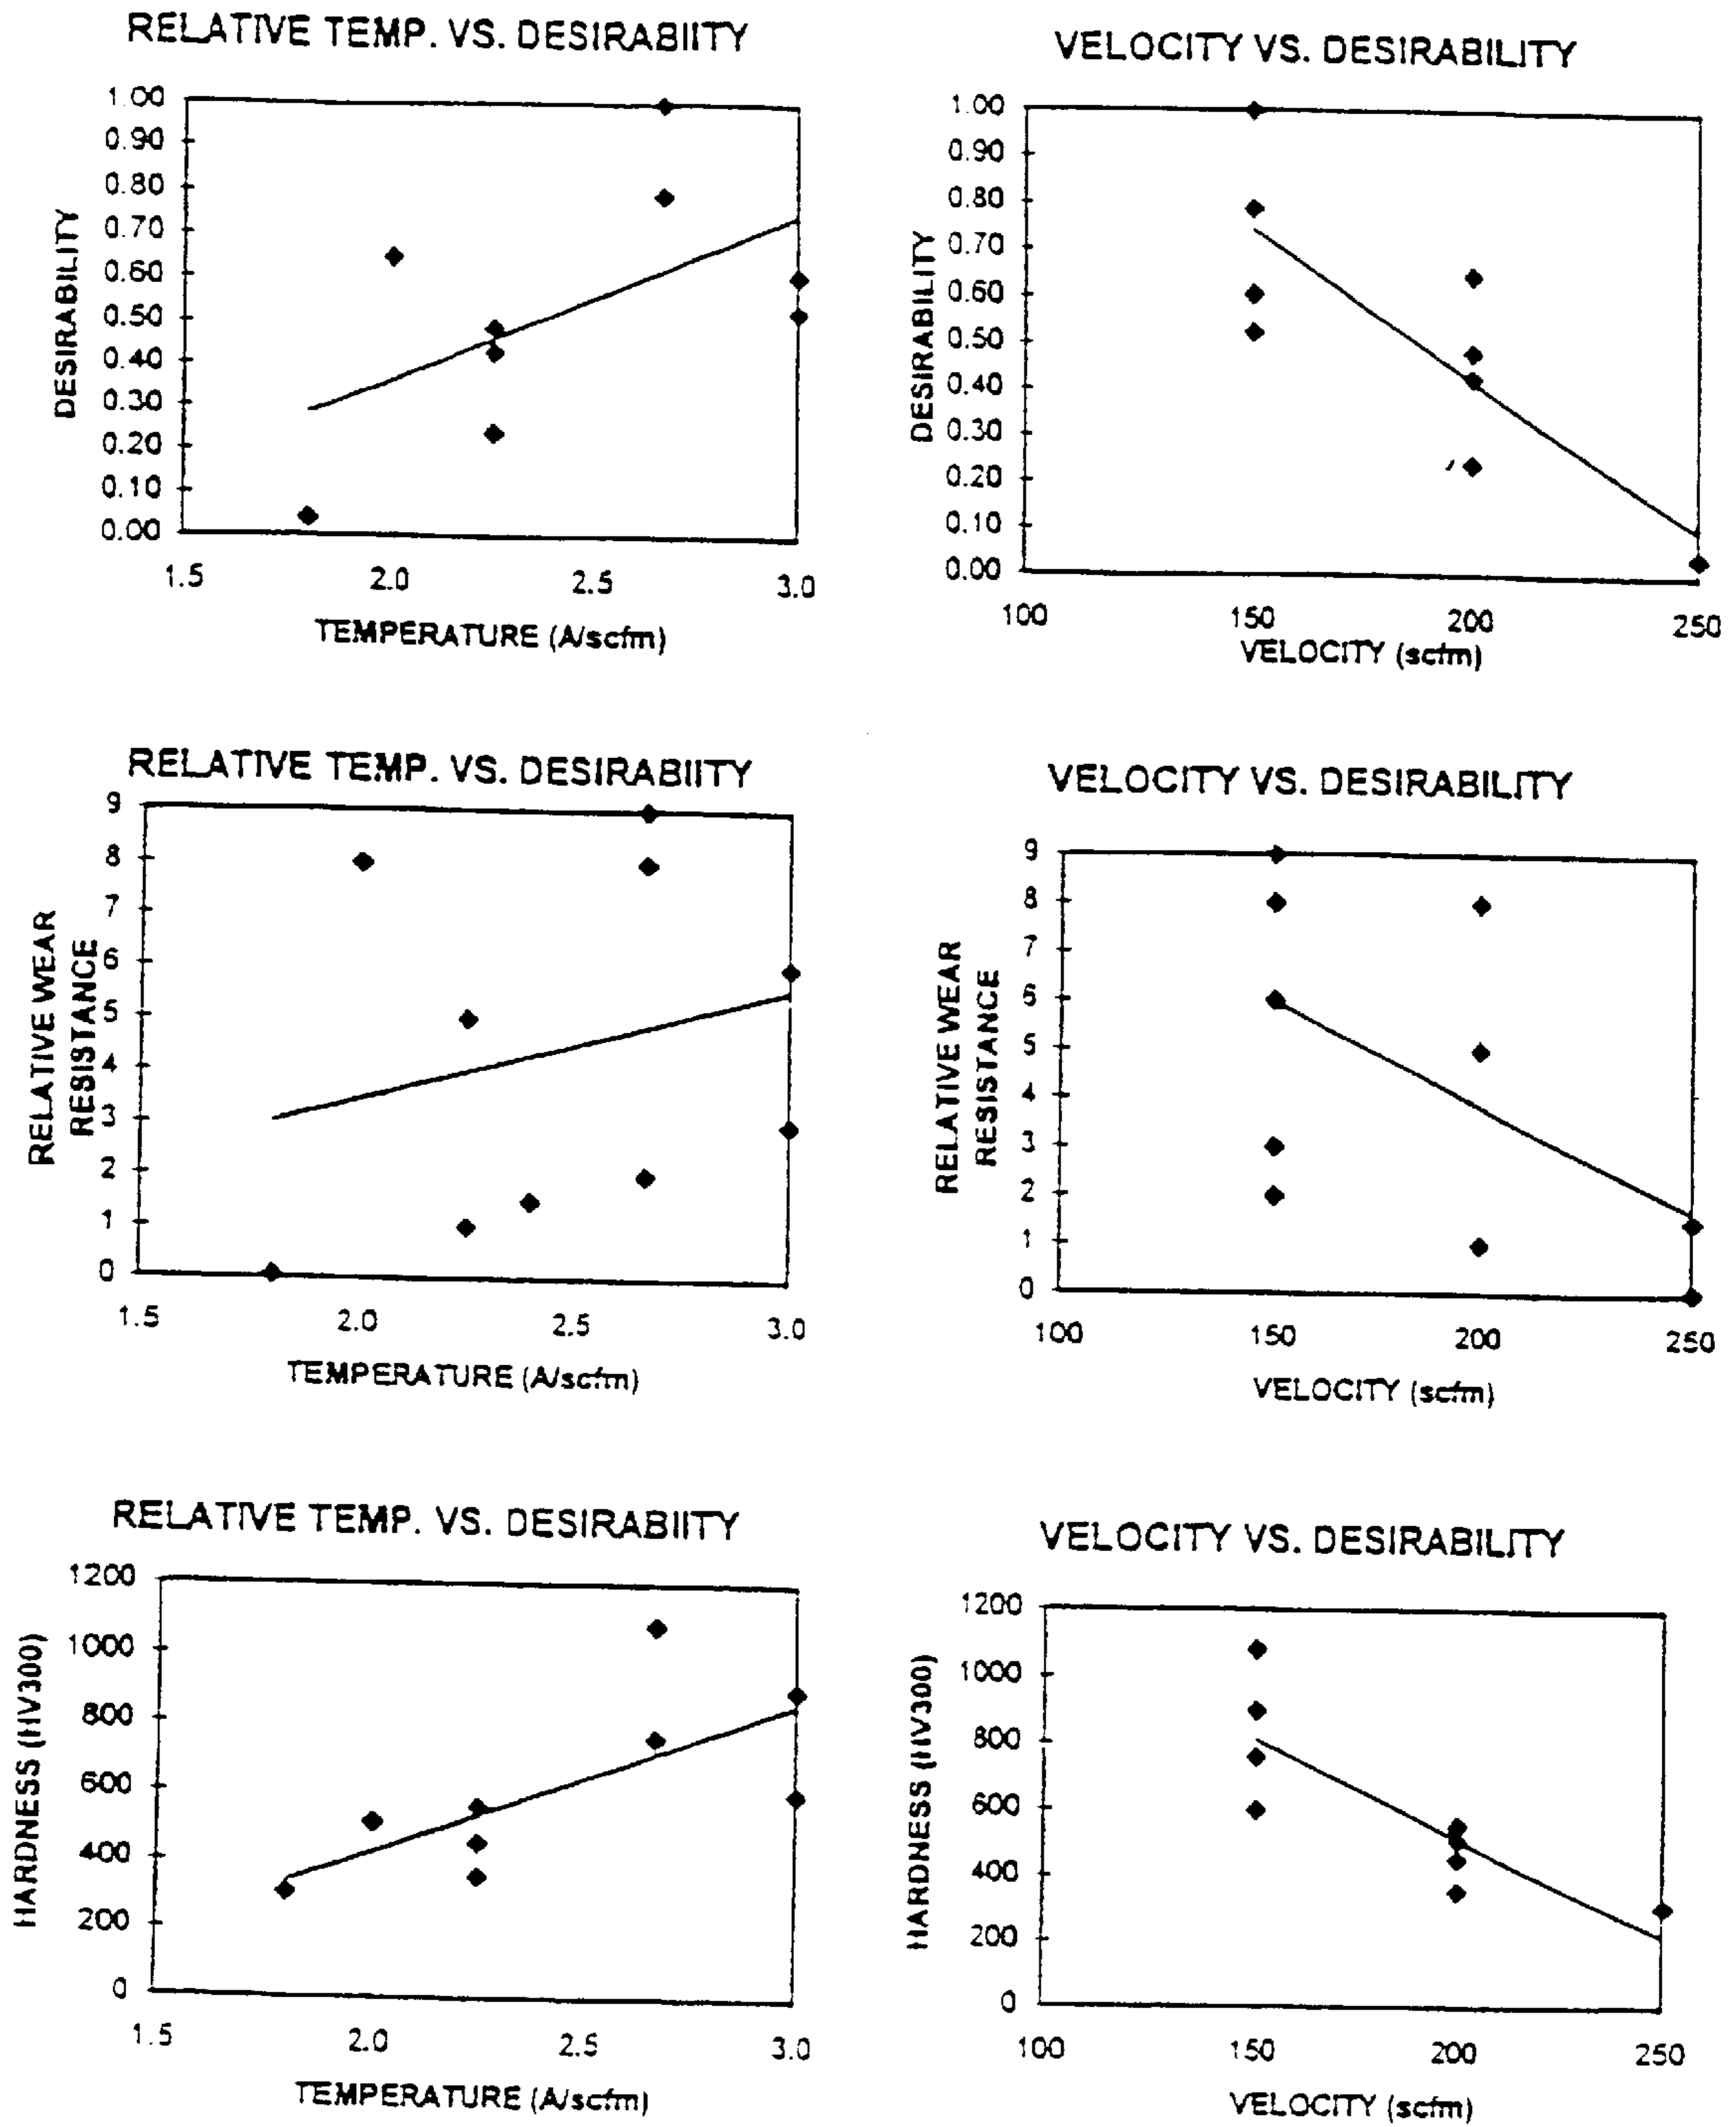 RELATIVE TEMP. VS. DESIRABIITY
1.00
0.90
0.80
0.70
0.60
0.50
0.40
0.30
0.20
0.10
0.00
DESIRABILITY
1.5 2.0 2.5 3.0
TEMPERATURE (A/scfm)
VELOCITY VS. DESIRABILITY
1.00
0.90
0.80
0.70
0.60
0.50
0.40
0.30
0.20
0.10
0.00
DESIRABILITY
100 150 200 250
VELOCITY (scfm)
RELATIVE TEMP. VS. DESIRABIITY
9
8
7
6
5
4
3
2
1
0
RELATIVE WEAR
RESISTANCE
1.5 2.0 2.5 3.0
TEMPERATURE (A/scfm)
VELOCITY VS. DESIRABILITY
9
8
7
6
5
4
3
2
1
0
RELATIVE WEAR
RESISTANCE
100 150 200 250
VELOCITY (scfm)
RELATIVE TEMP. VS. DESIRABIITY
1200
1000
800
600
400
200
0
HARDNESS (HV300)
1.5 2.0 2.5 3.0
TEMPERATURE (A/scfm)
VELOCITY VS. DESIRABILITY
1200
1000
800
600
400
200
0
HARDNESS (HV300)
100 150 200 250
VELOCITY (scfm)